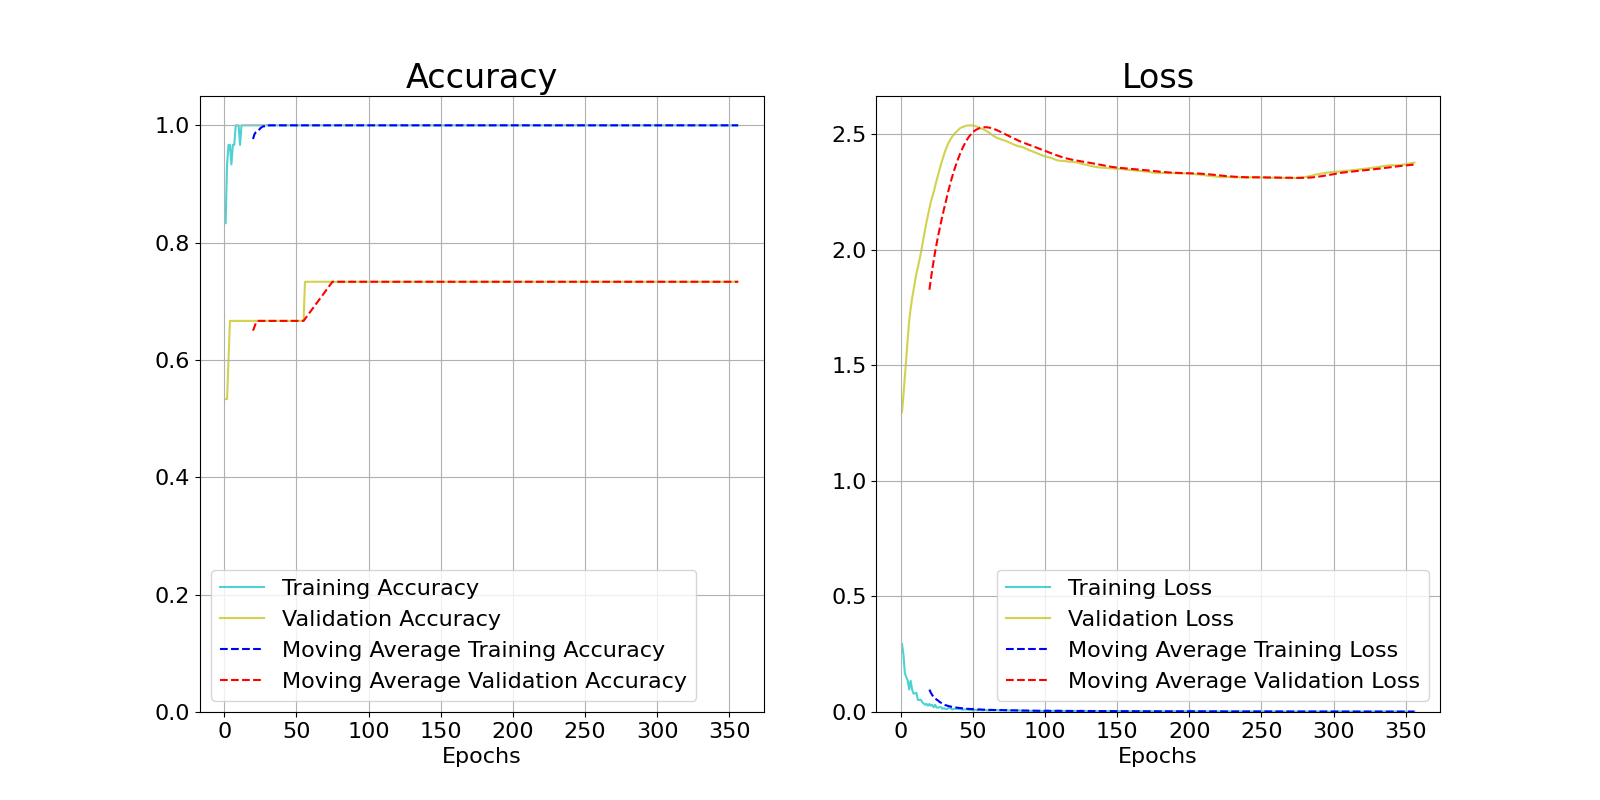 Accuracy
1.0
0.8
0.6
0.4
0.2
0.0
0 50 100 150 200 250 300 350
Epochs
Training Accuracy
Validation Accuracy
Moving Average Training Accuracy
Moving Average Validation Accuracy
Loss
2.5
2.0
1.5
1.0
0.5
0.0
0 50 100 150 200 250 300 350
Epochs
Training Loss
Validation Loss
Moving Average Training Loss
Moving Average Validation Loss